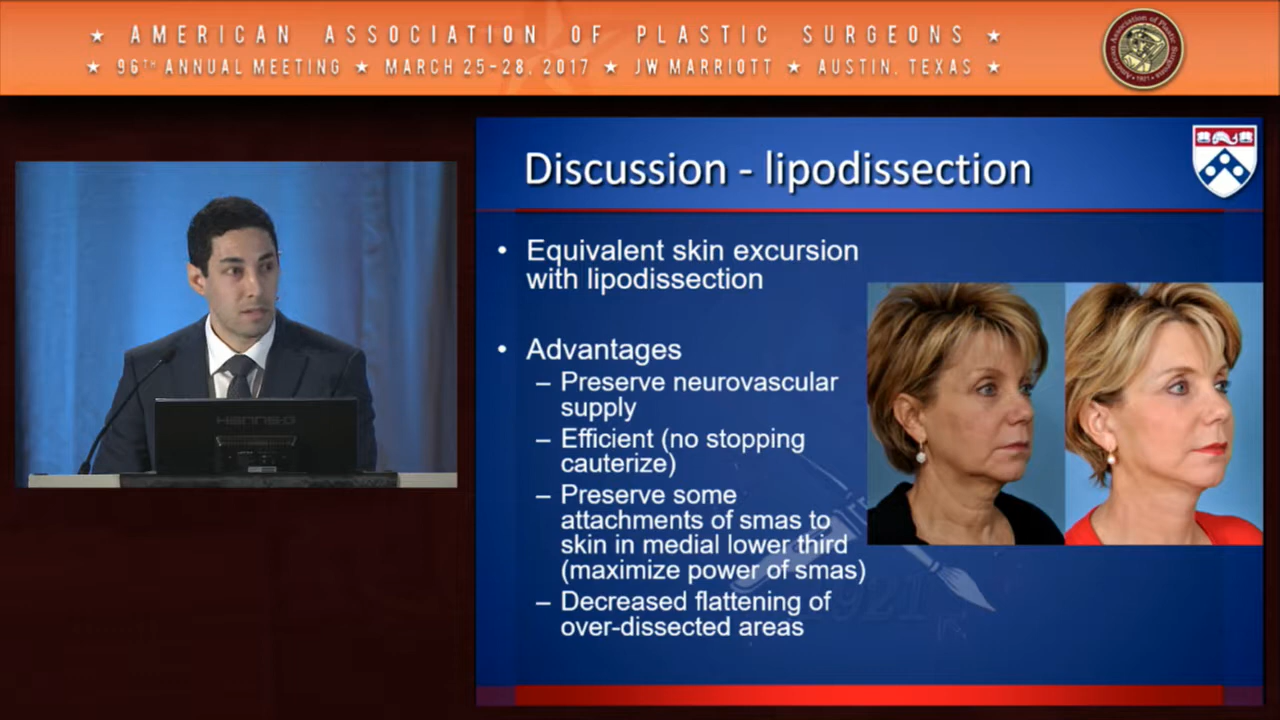 ★ AMERICAN ASSOCIATION OF PLASTIC SURGEONS ★
★ 96TH ANNUAL MEETING ★ MARCH 25-28, 2017 ★ JW MARRIOTT ★ AUSTIN, TEXAS ★
Discussion - lipodissection
• Equivalent skin excursion
with lipodissection
• Advantages
– Preserve neurovascular
supply
– Efficient (no stopping
cauterize)
– Preserve some
attachments of smas to
skin in medial lower third
(maximize power of smas)
– Decreased flattening of
over-dissected areas
HANNS-G
1921